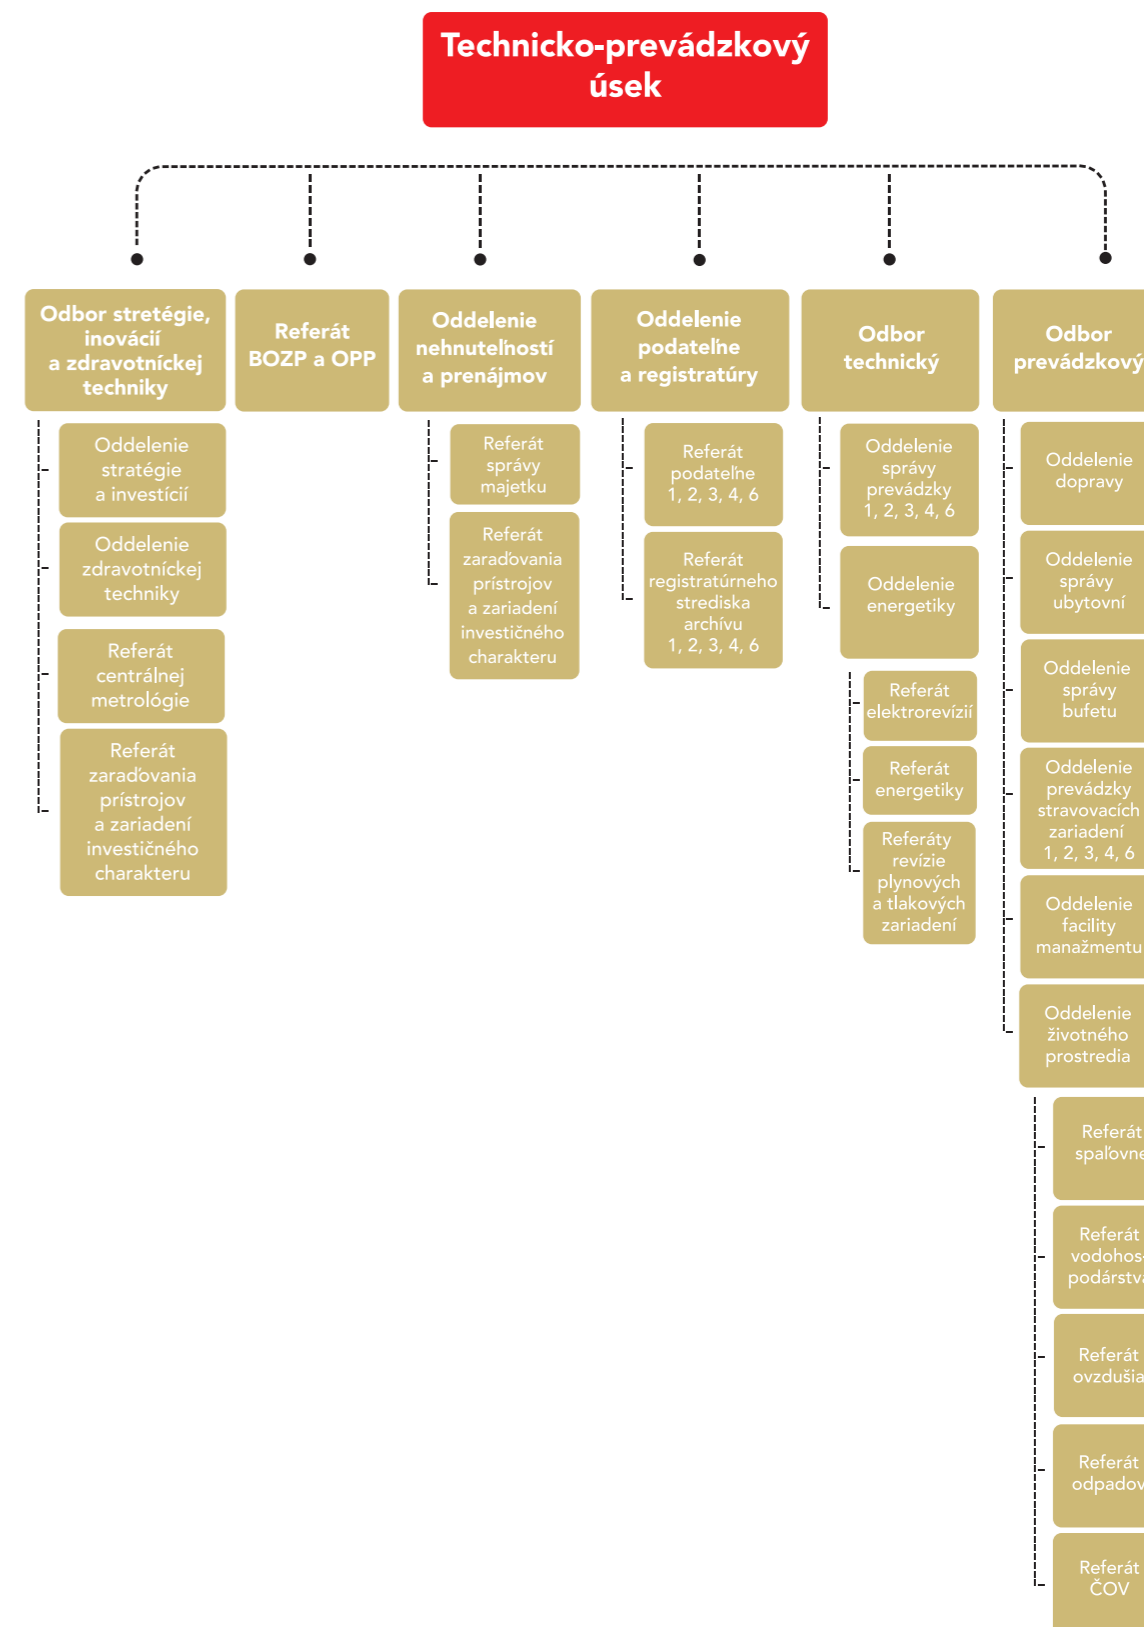 Technicko-prevádzkový
úsek
Odbor stretégie,
inovácií
a zdravotníckej
techniky
Oddelenie
stratégie
a investícií
Oddelenie
zdravotníckej
techniky
Referát
centrálnej
metrológie
Referát
zaraďovania
prístrojov
a zariadení
investičného
charakteru
Referát
BOZP a OPP
Oddelenie
nehnuteľností
a prenájmov
Referát
správy
majetku
Referát
zaraďovania
prístrojov
a zariadení
investičného
charakteru
Oddelenie
podateľne
a registratúry
Referát
podateľne
1, 2, 3, 4, 6
Referát
registratúrneho
strediska
archívu
1, 2, 3, 4, 6
Odbor
technický
Oddelenie
správy
prevádzky
1, 2, 3, 4, 6
Oddelenie
energetiky
Referát
elektrorevízií
Referát
energetiky
Referáty
revízie
plynových
a tlakových
zariadení
Odbor
prevádzkový
Oddelenie
dopravy
Oddelenie
správy
ubytovní
Oddelenie
správy
bufetu
Oddelenie
prevádzky
stravovacích
zariadení
1, 2, 3, 4, 6
Oddelenie
facility
manažmentu
Oddelenie
životného
prostredia
Referát
spaľovne
Referát
vodohos-
podárstva
Referát
ovzdušia
Referát
odpadov
Referát
ČOV